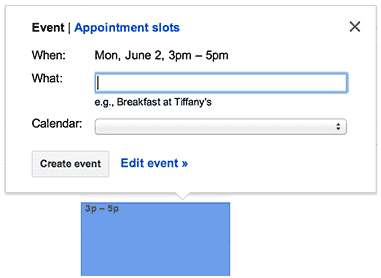 Event | Appointment slots
When: Mon, June 2, 3pm – 5pm
What:
e.g., Breakfast at Tiffany's
Calendar:
Create event Edit event »
3p – 5p